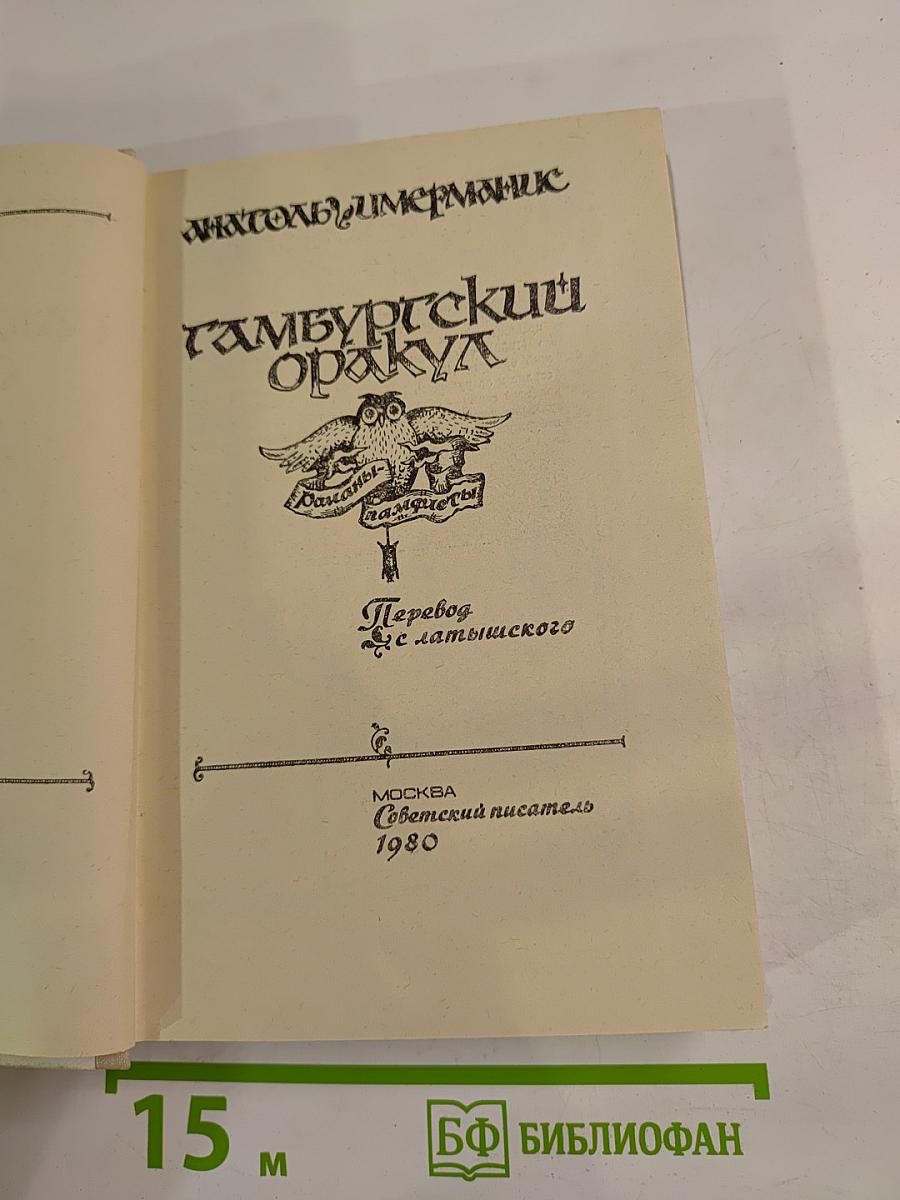 АНАТОЛЬ ИМЕРМАНИС
ГАМБУРГСКИЙ
ОРАКУЛ
Романы-
памфлеты
Перевод
с латышского
МОСКВА
Советский писатель
1980
15 м
БФ БИБЛИОФАН